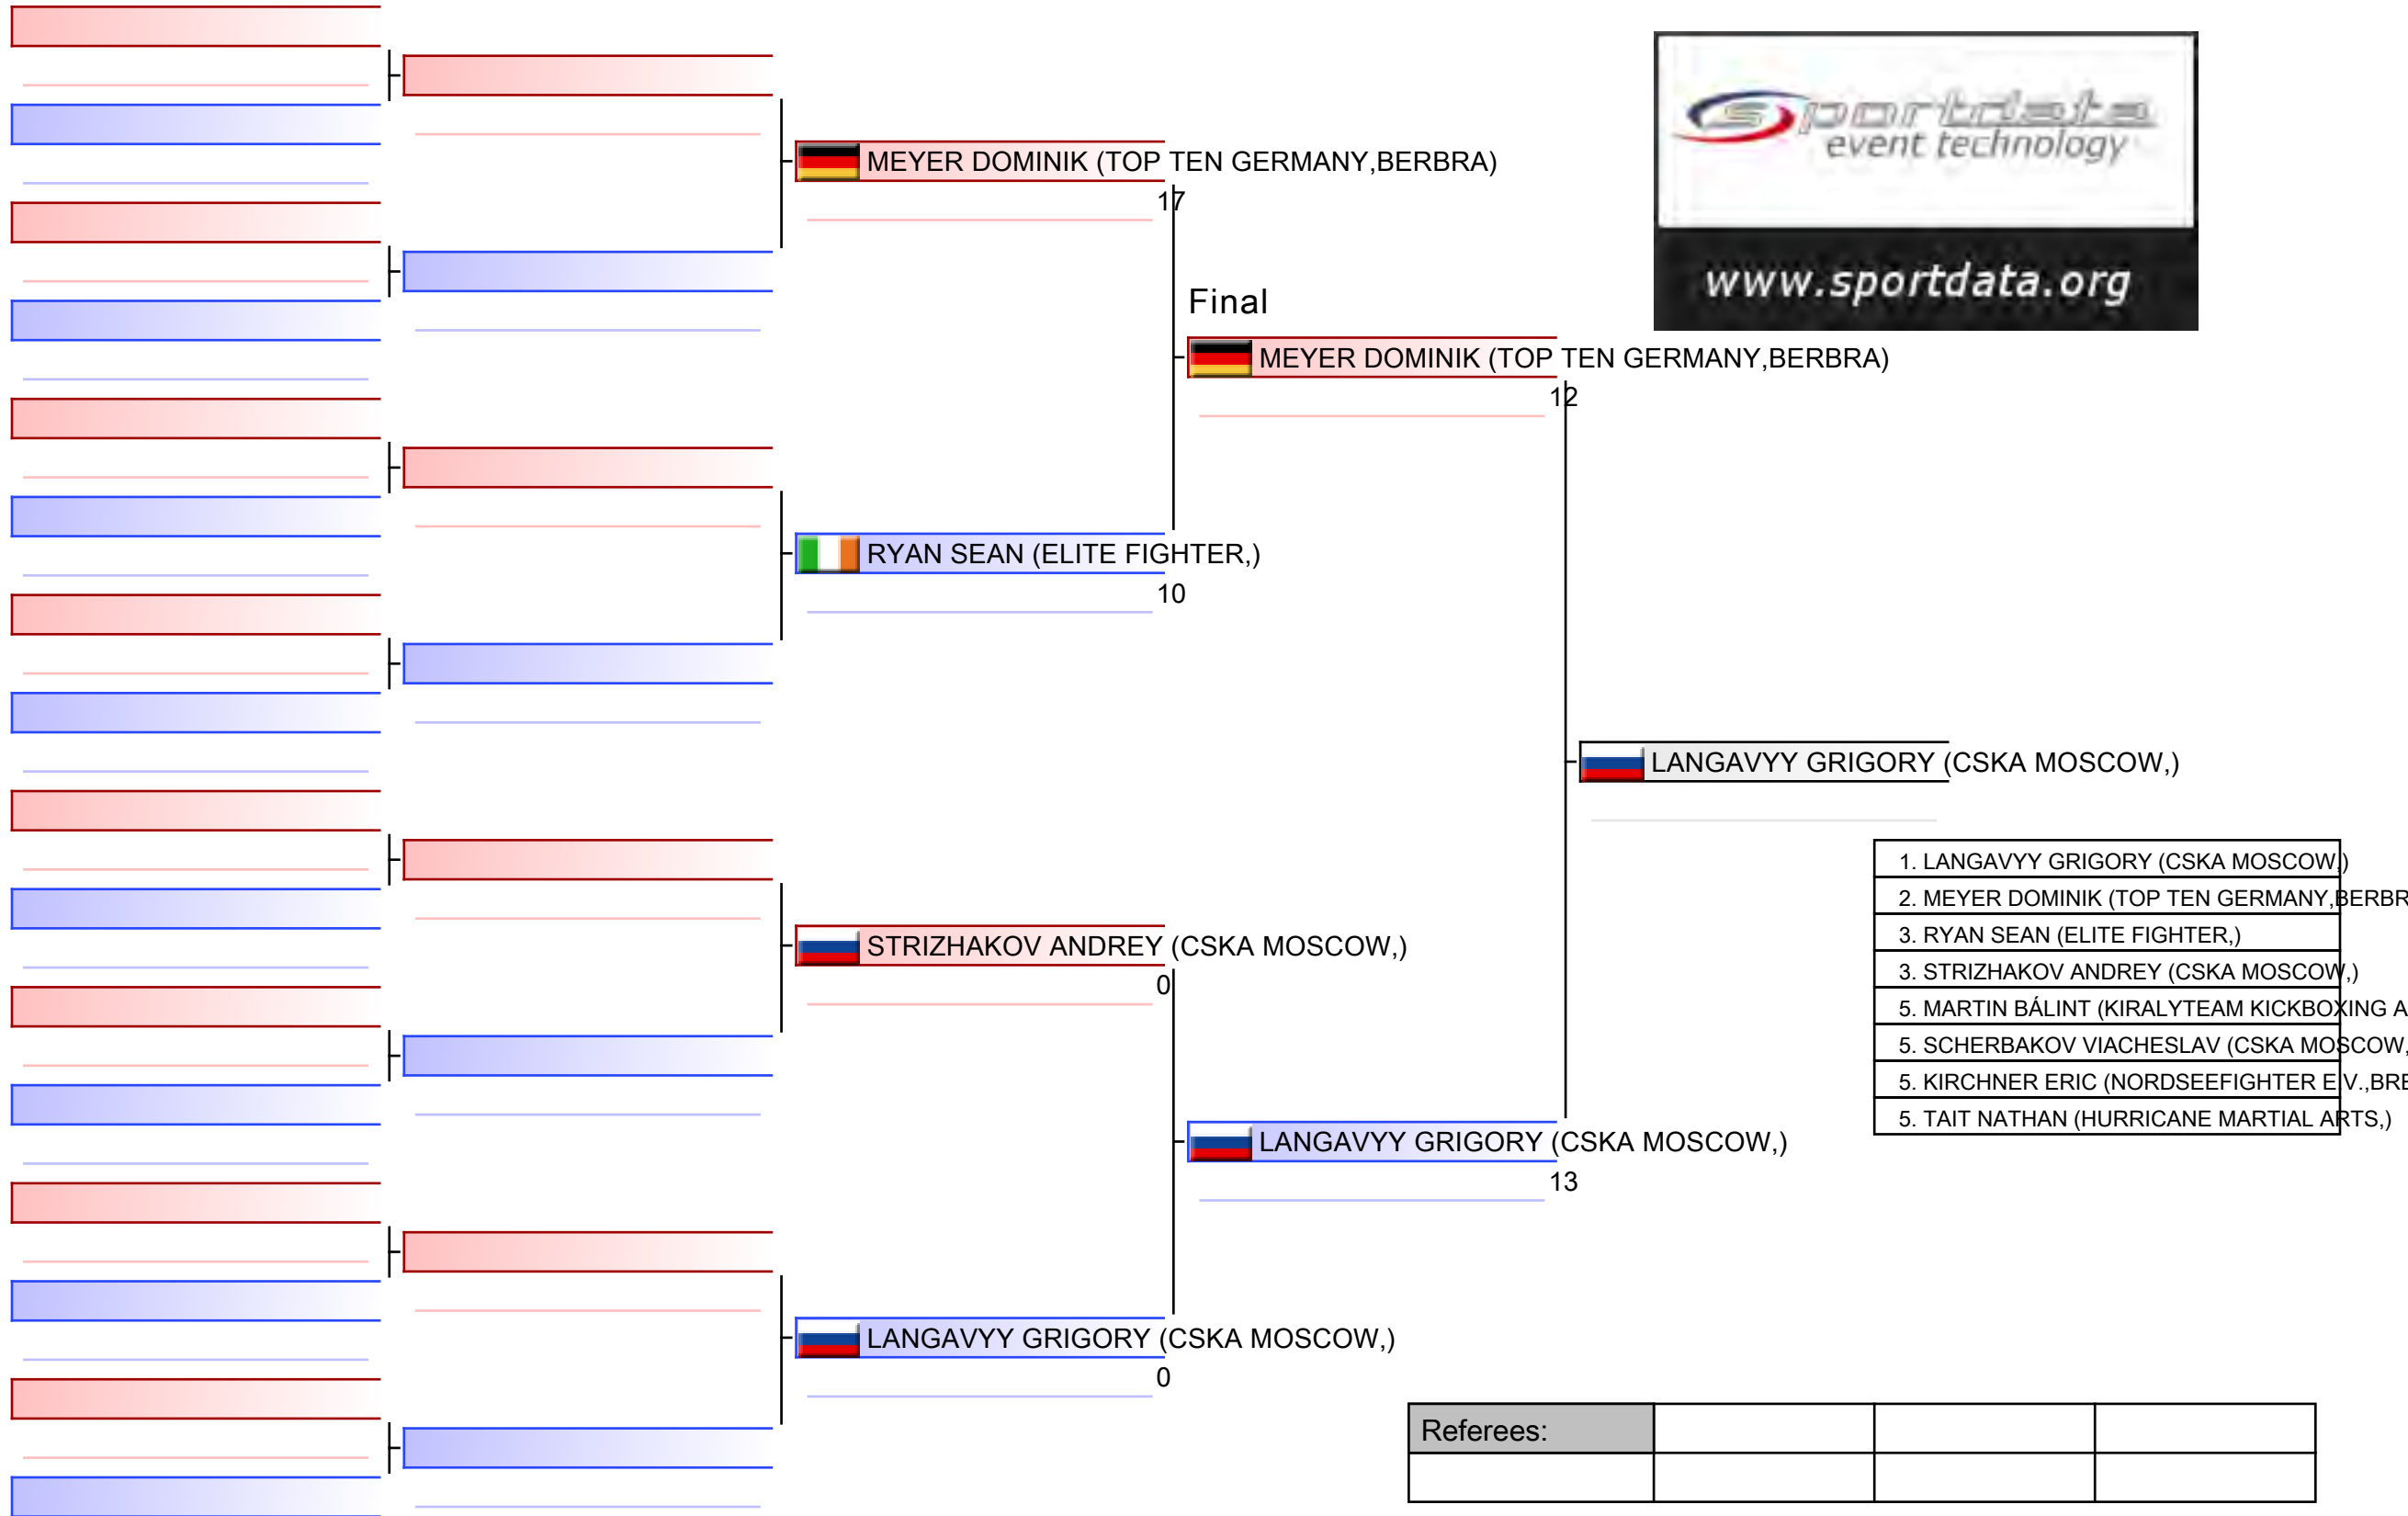 sportdata
event technology
www.sportdata.org
MEYER DOMINIK (TOP TEN GERMANY,BERBRA)
17
Final
MEYER DOMINIK (TOP TEN GERMANY,BERBRA)
12
RYAN SEAN (ELITE FIGHTER,)
10
LANGAVYY GRIGORY (CSKA MOSCOW,)
1. LANGAVYY GRIGORY (CSKA MOSCOW,)
2. MEYER DOMINIK (TOP TEN GERMANY,BERBR
3. RYAN SEAN (ELITE FIGHTER,)
3. STRIZHAKOV ANDREY (CSKA MOSCOW,)
5. MARTIN BÁLINT (KIRALYTEAM KICKBOXING A
5. SCHERBAKOV VIACHESLAV (CSKA MOSCOW,
5. KIRCHNER ERIC (NORDSEEFIGHTER E.V.,BRE
5. TAIT NATHAN (HURRICANE MARTIAL ARTS,)
STRIZHAKOV ANDREY (CSKA MOSCOW,)
0
LANGAVYY GRIGORY (CSKA MOSCOW,)
13
LANGAVYY GRIGORY (CSKA MOSCOW,)
0
Referees: